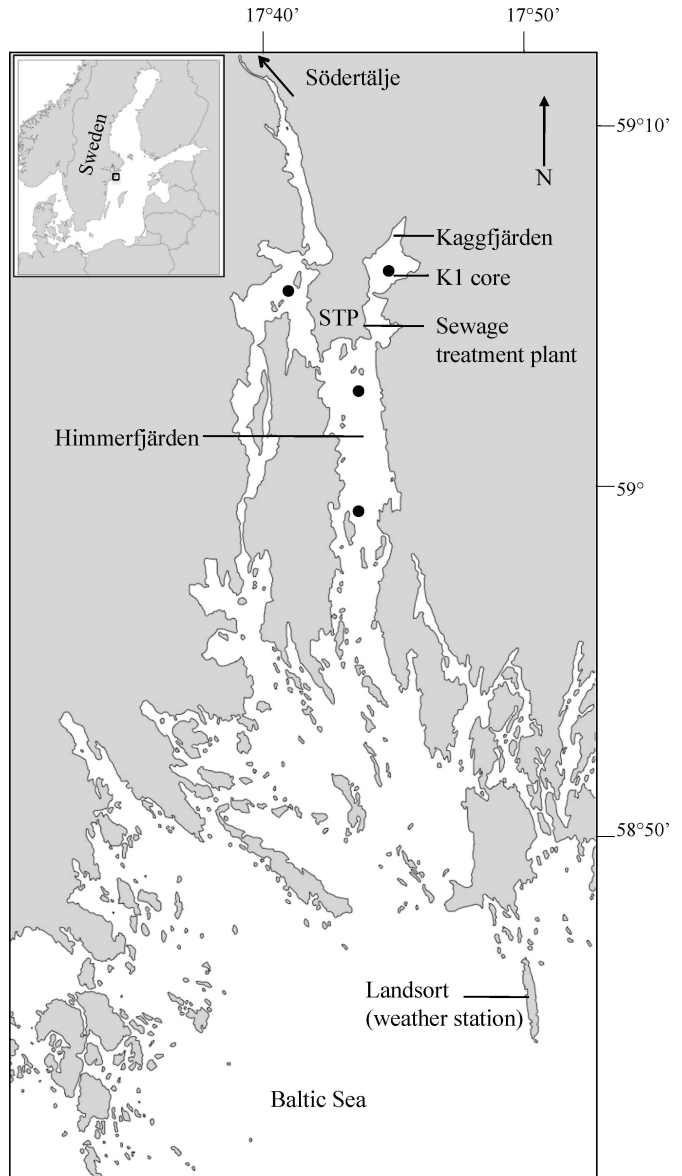 17°40’
17°50’
Södertälje
Sweden
59°10’
N
Kaggfjärden
K1 core
STP
Sewage
treatment plant
Himmerfjärden
59°
58°50’
Landsort
(weather station)
Baltic Sea